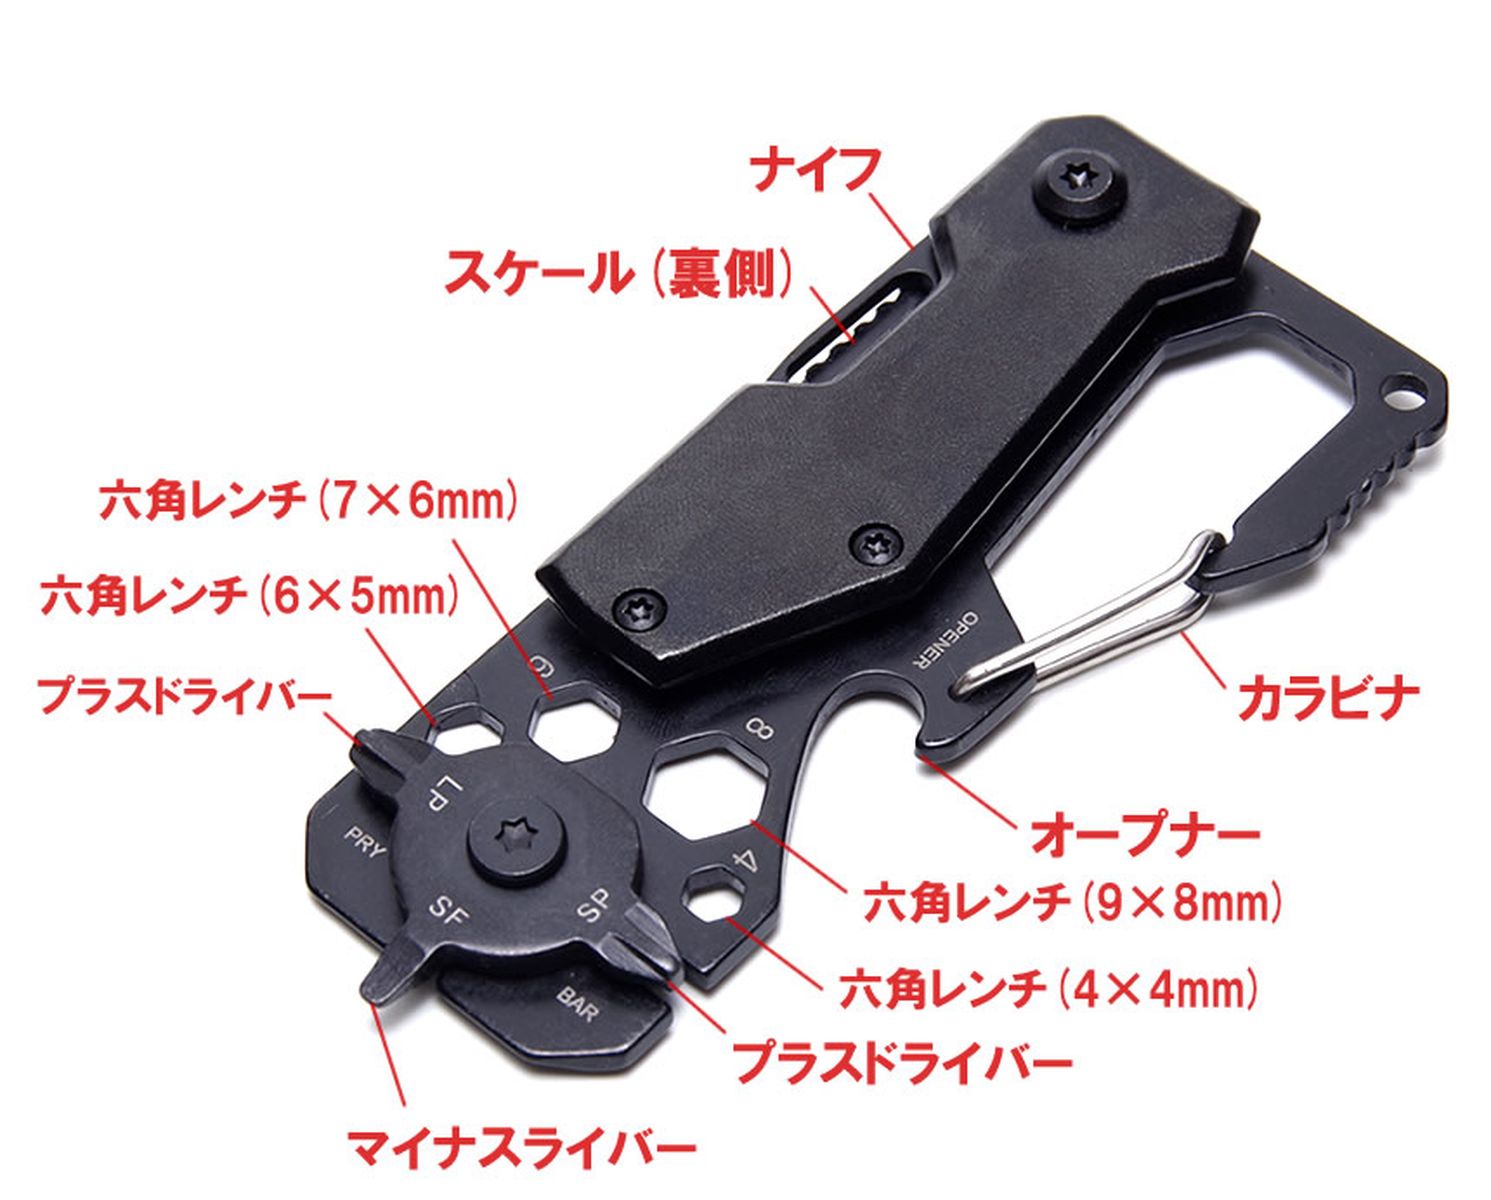 ナイフ
スケール(裏側)
六角レンチ(7×6mm)
六角レンチ(6×5mm)
プラスドライバー
カラビナ
オープナー
六角レンチ(9×8mm)
六角レンチ(4×4mm)
プラスドライバー
マイナスライバー
OPENER
6
8
4
LP
PRY
SF
SP
BAR